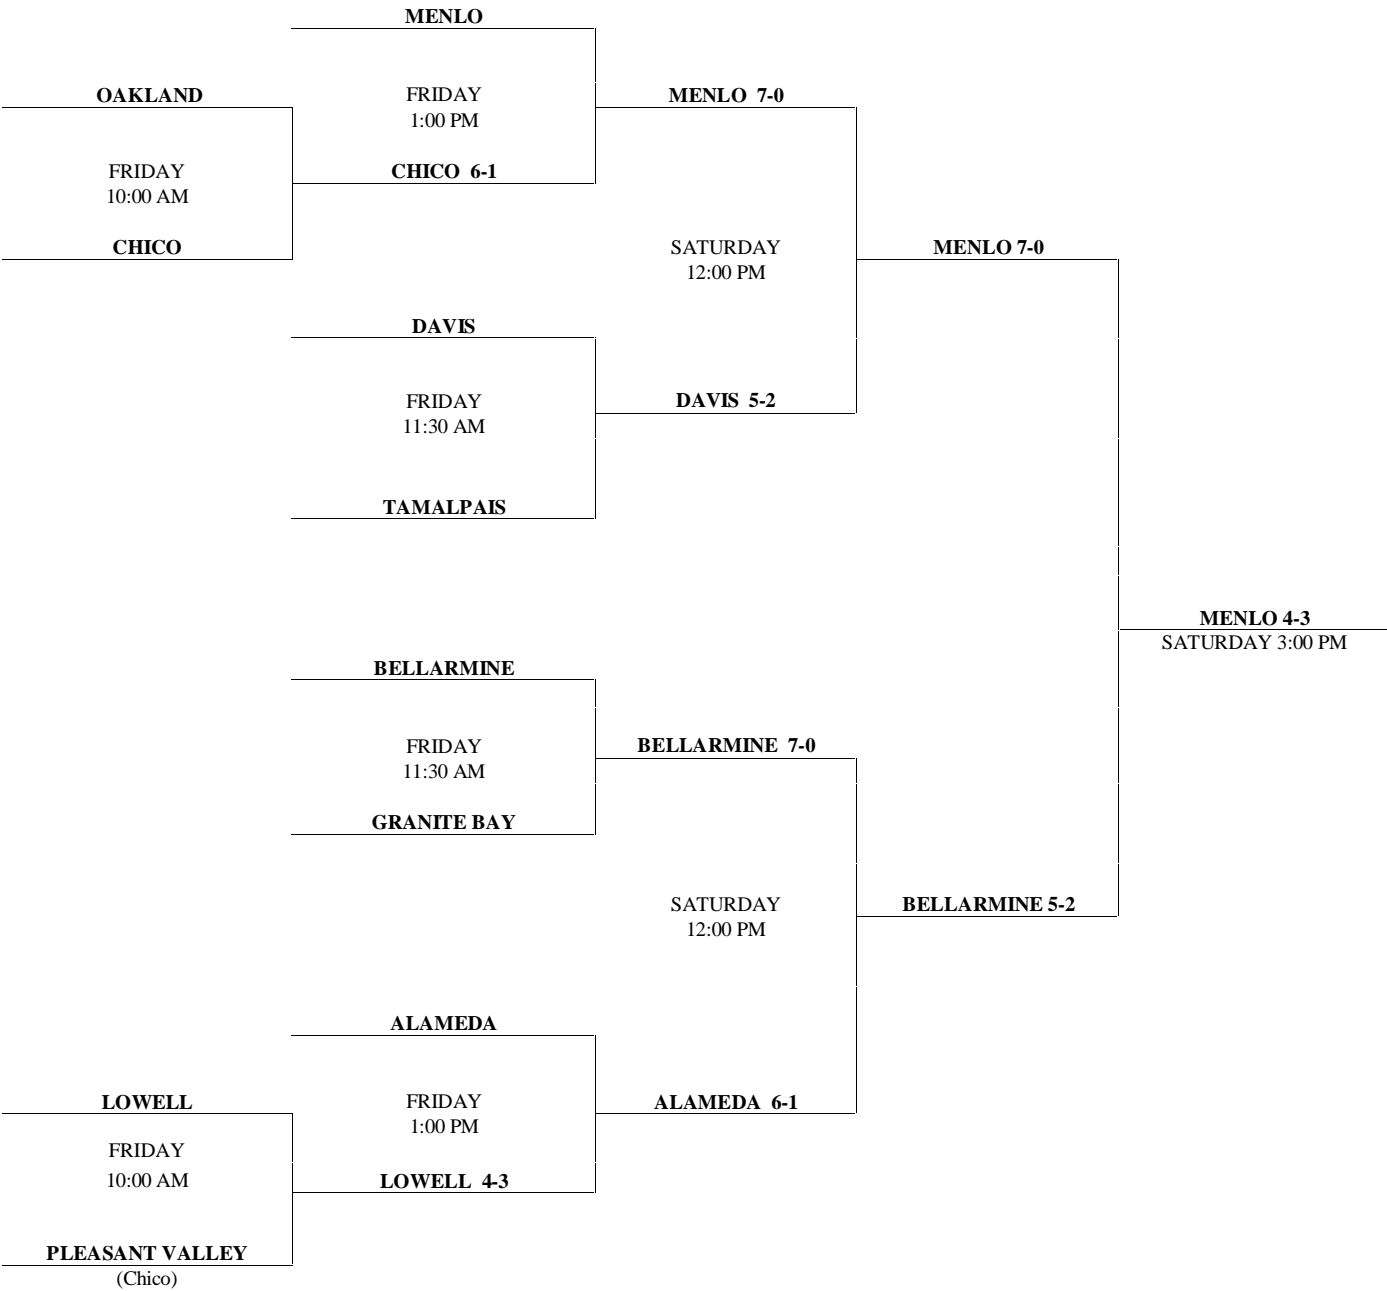 MENLO
OAKLAND
FRIDAY
1:00 PM
MENLO 7-0
FRIDAY
10:00 AM
CHICO 6-1
CHICO
SATURDAY
12:00 PM
MENLO 7-0
DAVIS
FRIDAY
11:30 AM
DAVIS 5-2
TAMALPAIS
MENLO 4-3
SATURDAY 3:00 PM
BELLARMINE
FRIDAY
11:30 AM
BELLARMINE 7-0
GRANITE BAY
SATURDAY
12:00 PM
BELLARMINE 5-2
ALAMEDA
LOWELL
FRIDAY
1:00 PM
ALAMEDA 6-1
FRIDAY
10:00 AM
LOWELL 4-3
PLEASANT VALLEY
(Chico)